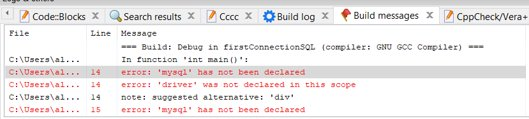 Code::Blocks Search results Cccc Build log Build messages CppCheck/Vera+
File Line Message
=== Build: Debug in firstConnectionSQL (compiler: GNU GCC Compiler) ===
C:\Users\al... In function 'int main()':
C:\Users\al... 14 error: 'mysql' has not been declared
C:\Users\al... 14 error: 'driver' was not declared in this scope
C:\Users\al... 14 note: suggested alternative: 'div'
C:\Users\al... 15 error: 'mysql' has not been declared